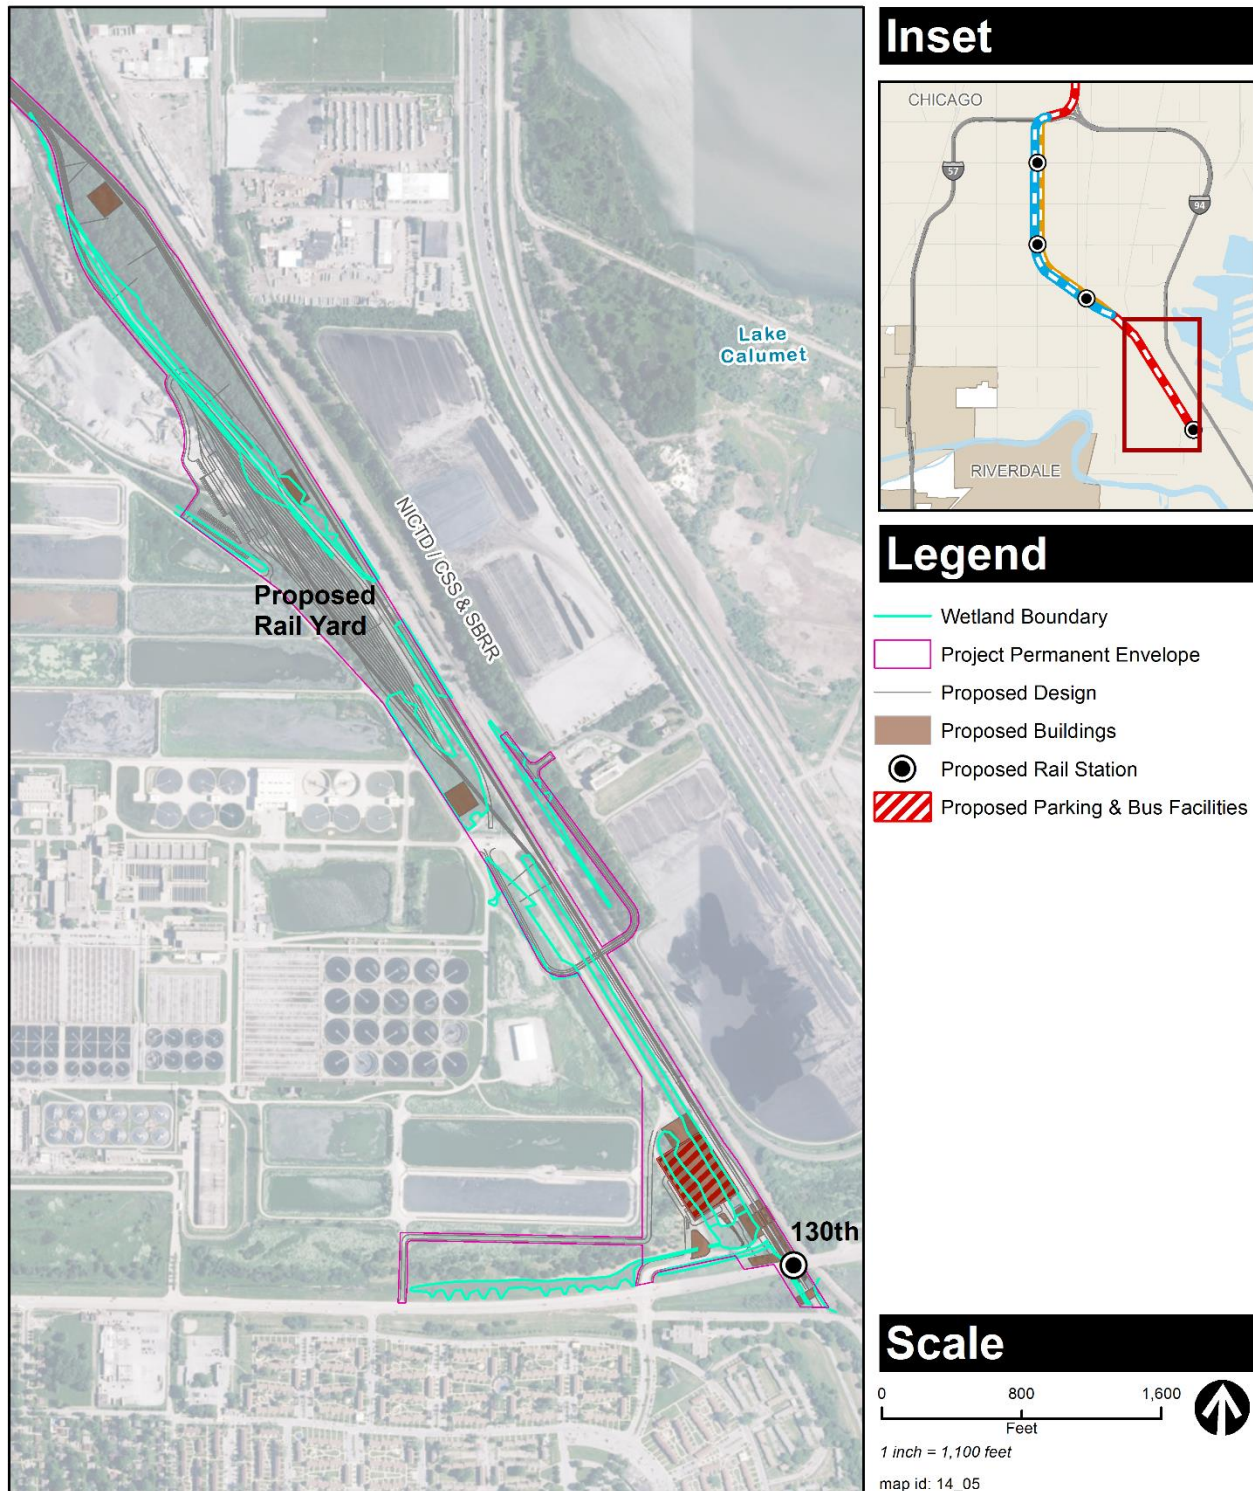 Inset
CHICAGO
57
94
RIVERDALE
Lake
Calumet
NICTD / CSS & SBRR
Proposed
Rail Yard
130th
Legend
Wetland Boundary
Project Permanent Envelope
Proposed Design
Proposed Buildings
Proposed Rail Station
Proposed Parking & Bus Facilities
Scale
0 800 1,600
Feet
1 inch = 1,100 feet
map id: 14_05